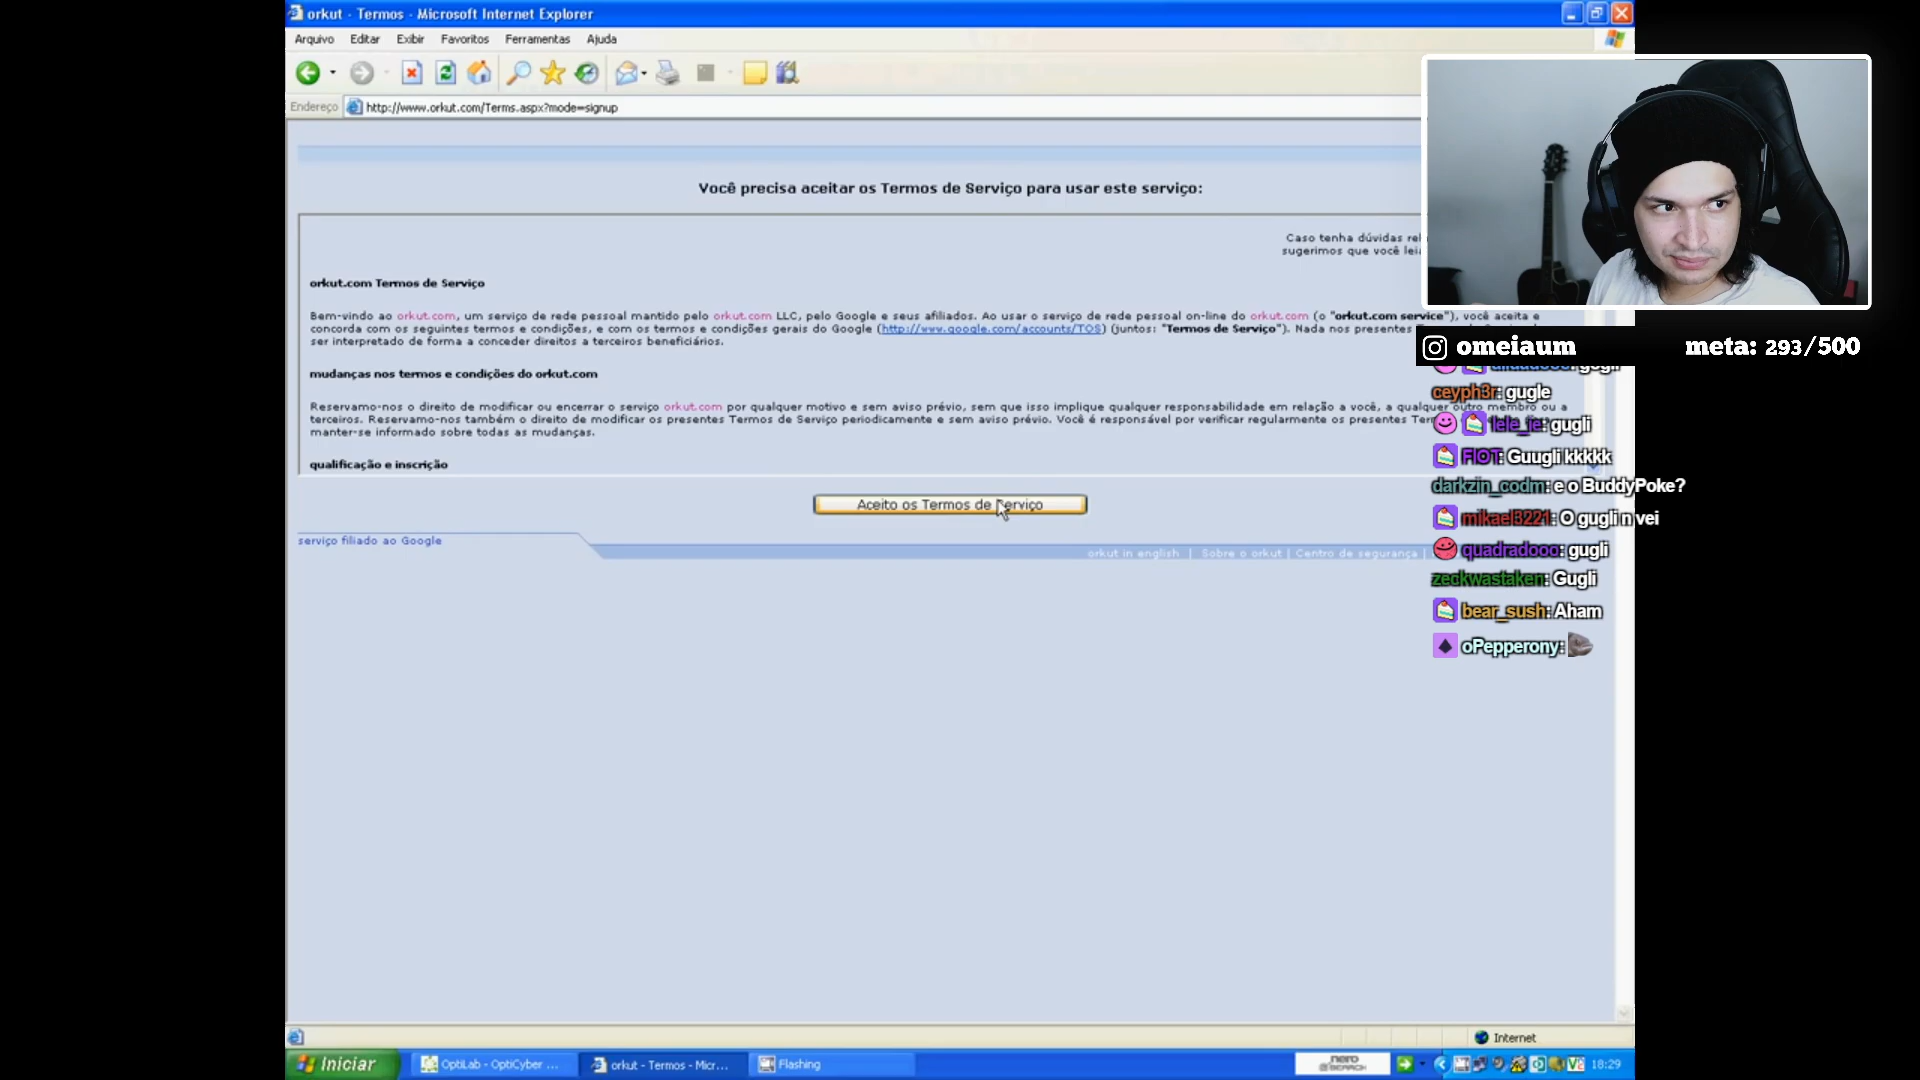 orkut - Termos - Microsoft Internet Explorer
Arquivo Editar Exibir Favoritos Ferramentas Ajuda
Endereço http://www.orkut.com/Terms.aspx?mode=signup
Você precisa aceitar os Termos de Serviço para usar este serviço:
Caso tenha dúvidas
sugerimos que você
orkut.com Termos de Serviço
Bem-vindo ao orkut.com, um serviço de rede pessoal mantido pelo orkut.com LLC, pelo Google e seus afiliados. Ao usar o serviço de rede pessoal on-line do orkut.com (o "orkut.com service"), você aceita e
concorda com os seguintes termos e condições, e com os termos e condições gerais do Google (http://www.google.com/accounts/TOS) (juntos: "Termos de Serviço"). Nada nos presentes
ser interpretado de forma a conceder direitos a terceiros beneficiários.
mudanças nos termos e condições do orkut.com
Reservamo-nos o direito de modificar ou encerrar o serviço orkut.com por qualquer motivo e sem aviso prévio, sem que isso implique qualquer responsabilidade em relação a você, a qualquer outro membro ou a
terceiros. Reservamo-nos também o direito de modificar os presentes Termos de Serviço periodicamente e sem aviso prévio. Você é responsável por verificar regularmente os presentes
manter-se informado sobre todas as mudanças.
qualificação e inscrição
Aceito os Termos de Serviço
serviço filiado ao Google
orkut in english | Sobre o orkut | Centro de segurança |
omeiaum meta: 293/500
ceyph3r: gugle
lele_ie: gugli
FIOT: Guugli kkkkk
darkzin_codm: e o BuddyPoke?
mikael3221: O gugli n vei
quadradooo: gugli
zeckwastaken: Gugli
bear_sush: Aham
oPepperony:
Internet
Iniciar OptiLab - OptiCyber ... orkut - Termos - Micr... Flashing nero SEARCH 18:29